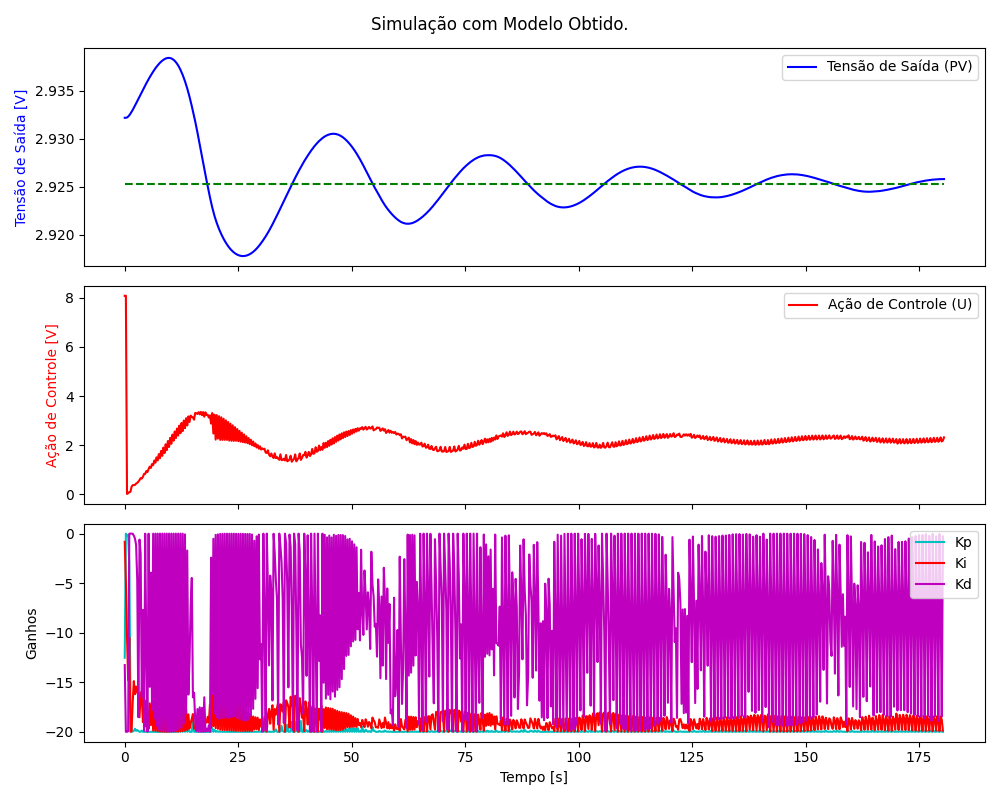 Simulação com Modelo Obtido.
Tensão de Saída [V]
2.935
2.930
2.925
2.920
Tensão de Saída (PV)
Ação de Controle [V]
8
6
4
2
0
Ação de Controle (U)
Ganhos
0
−5
−10
−15
−20
Kp
Ki
Kd
0 25 50 75 100 125 150 175
Tempo [s]